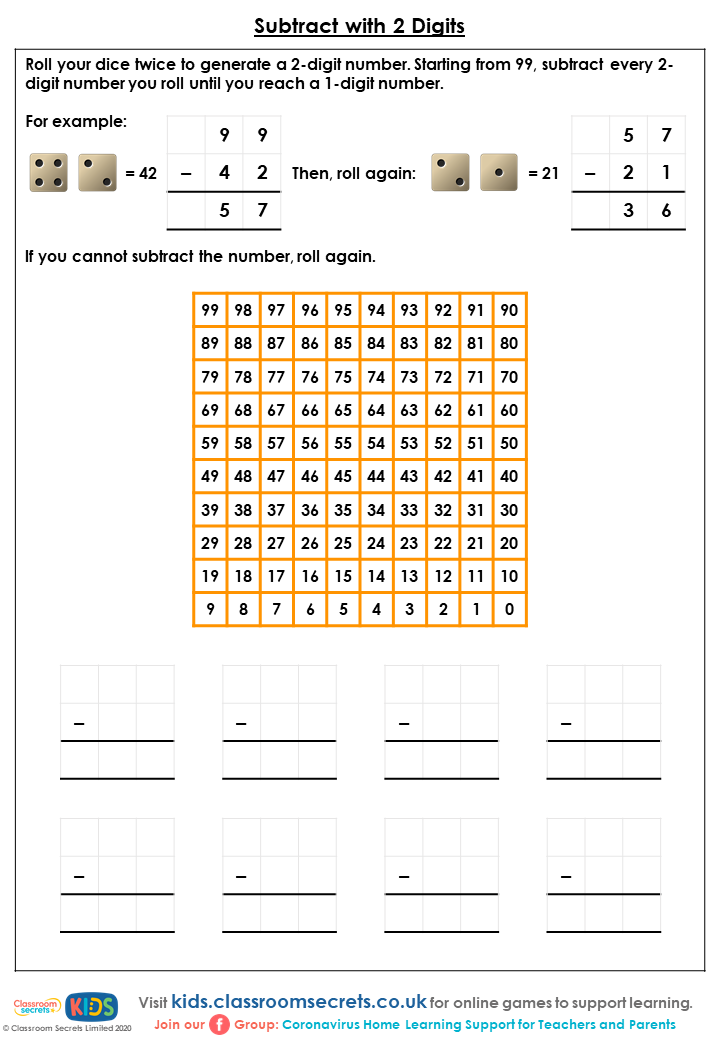 Subtract with 2 Digits
Roll your dice twice to generate a 2-digit number. Starting from 99, subtract every 2-
digit number you roll until you reach a 1-digit number.
For example:
9 9
= 42 – 4 2
5 7
Then, roll again:
5 7
= 21 – 2 1
3 6
If you cannot subtract the number, roll again.
99 98 97 96 95 94 93 92 91 90
89 88 87 86 85 84 83 82 81 80
79 78 77 76 75 74 73 72 71 70
69 68 67 66 65 64 63 62 61 60
59 58 57 56 55 54 53 52 51 50
49 48 47 46 45 44 43 42 41 40
39 38 37 36 35 34 33 32 31 30
29 28 27 26 25 24 23 22 21 20
19 18 17 16 15 14 13 12 11 10
9 8 7 6 5 4 3 2 1 0
– – – –
– – – –
Classroom
secrets
KIDS
© Classroom Secrets Limited 2020
Visit kids.classroomsecrets.co.uk for online games to support learning.
Join our f Group: Coronavirus Home Learning Support for Teachers and Parents